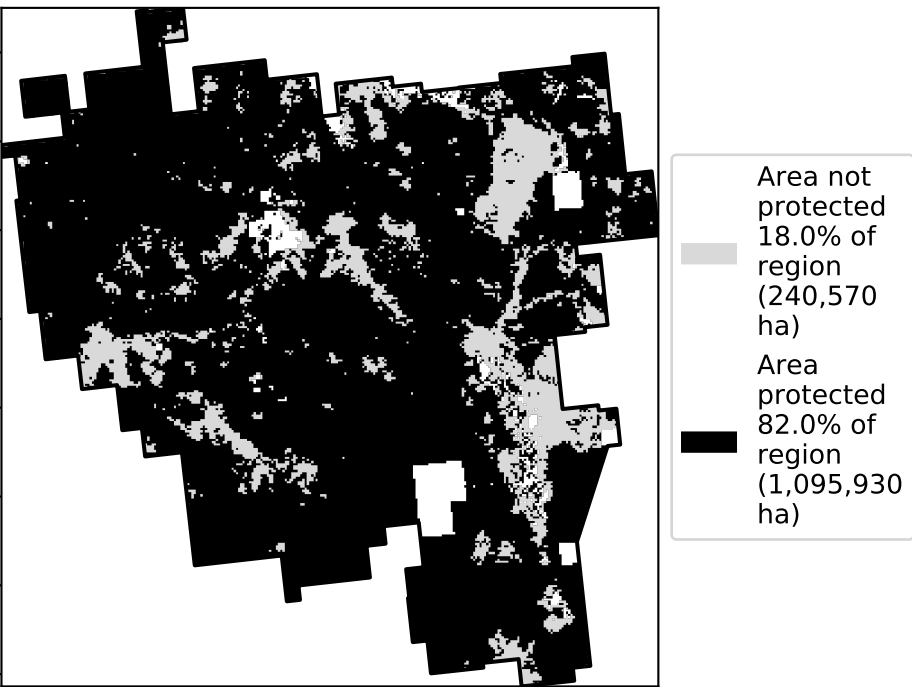 Area not
protected
18.0% of
region
(240,570
ha)
Area
protected
82.0% of
region
(1,095,930
ha)